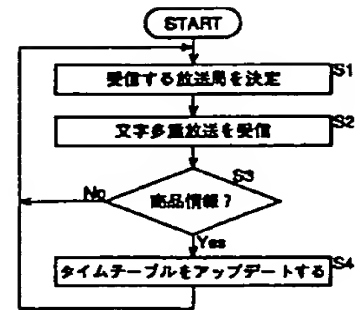 START
受信する放送局を決定
S1
文字多重放送を受信
S2
商品情報?
S3
No
Yes
タイムテーブルをアップデートする
S4